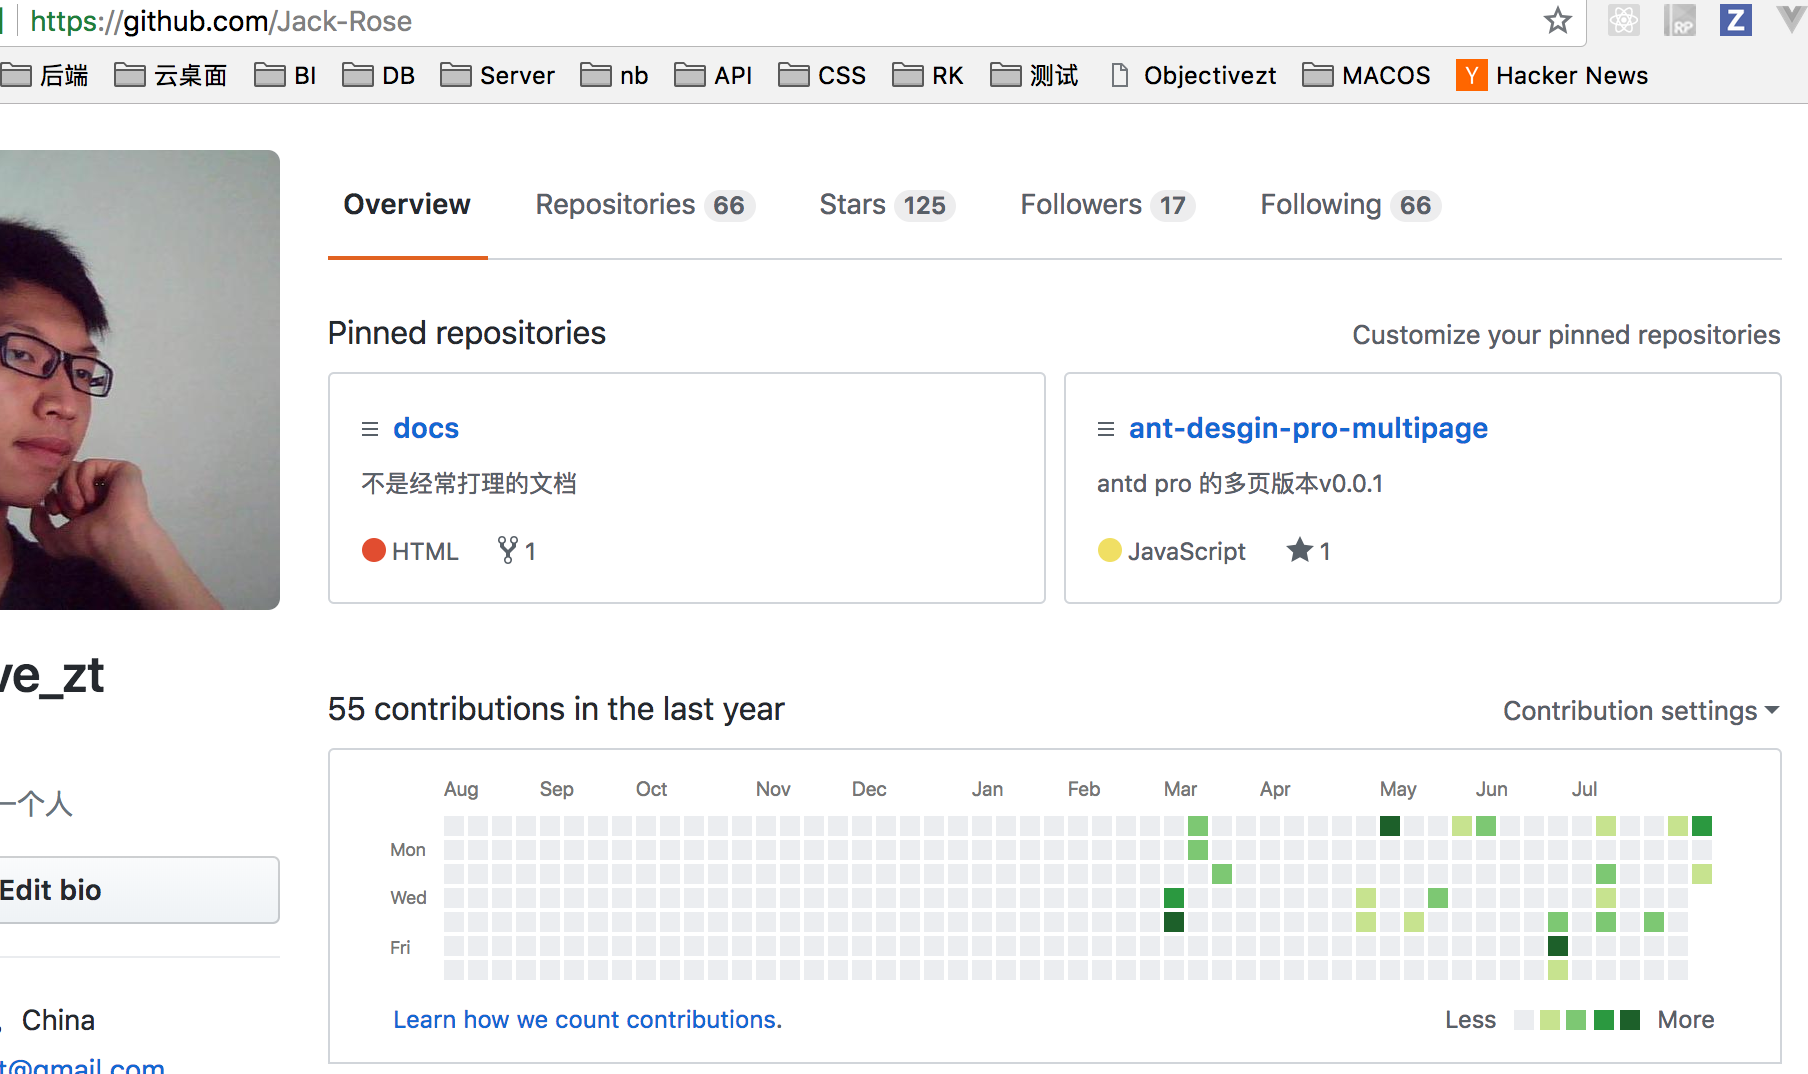 https://github.com/Jack-Rose
后端 云桌面 BI DB Server nb API CSS RK 测试 Objectivezt MACOS Y Hacker News
RP Z
Overview Repositories 66 Stars 125 Followers 17 Following 66
Pinned repositories Customize your pinned repositories
docs
不是经常打理的文档
HTML 1
ant-desgin-pro-multipage
antd pro 的多页版本v0.0.1
JavaScript 1
ve_zt
一个人
Edit bio
China
t@gmail.com
55 contributions in the last year Contribution settings
Aug Sep Oct Nov Dec Jan Feb Mar Apr May Jun Jul
Mon
Wed
Fri
Learn how we count contributions. Less More